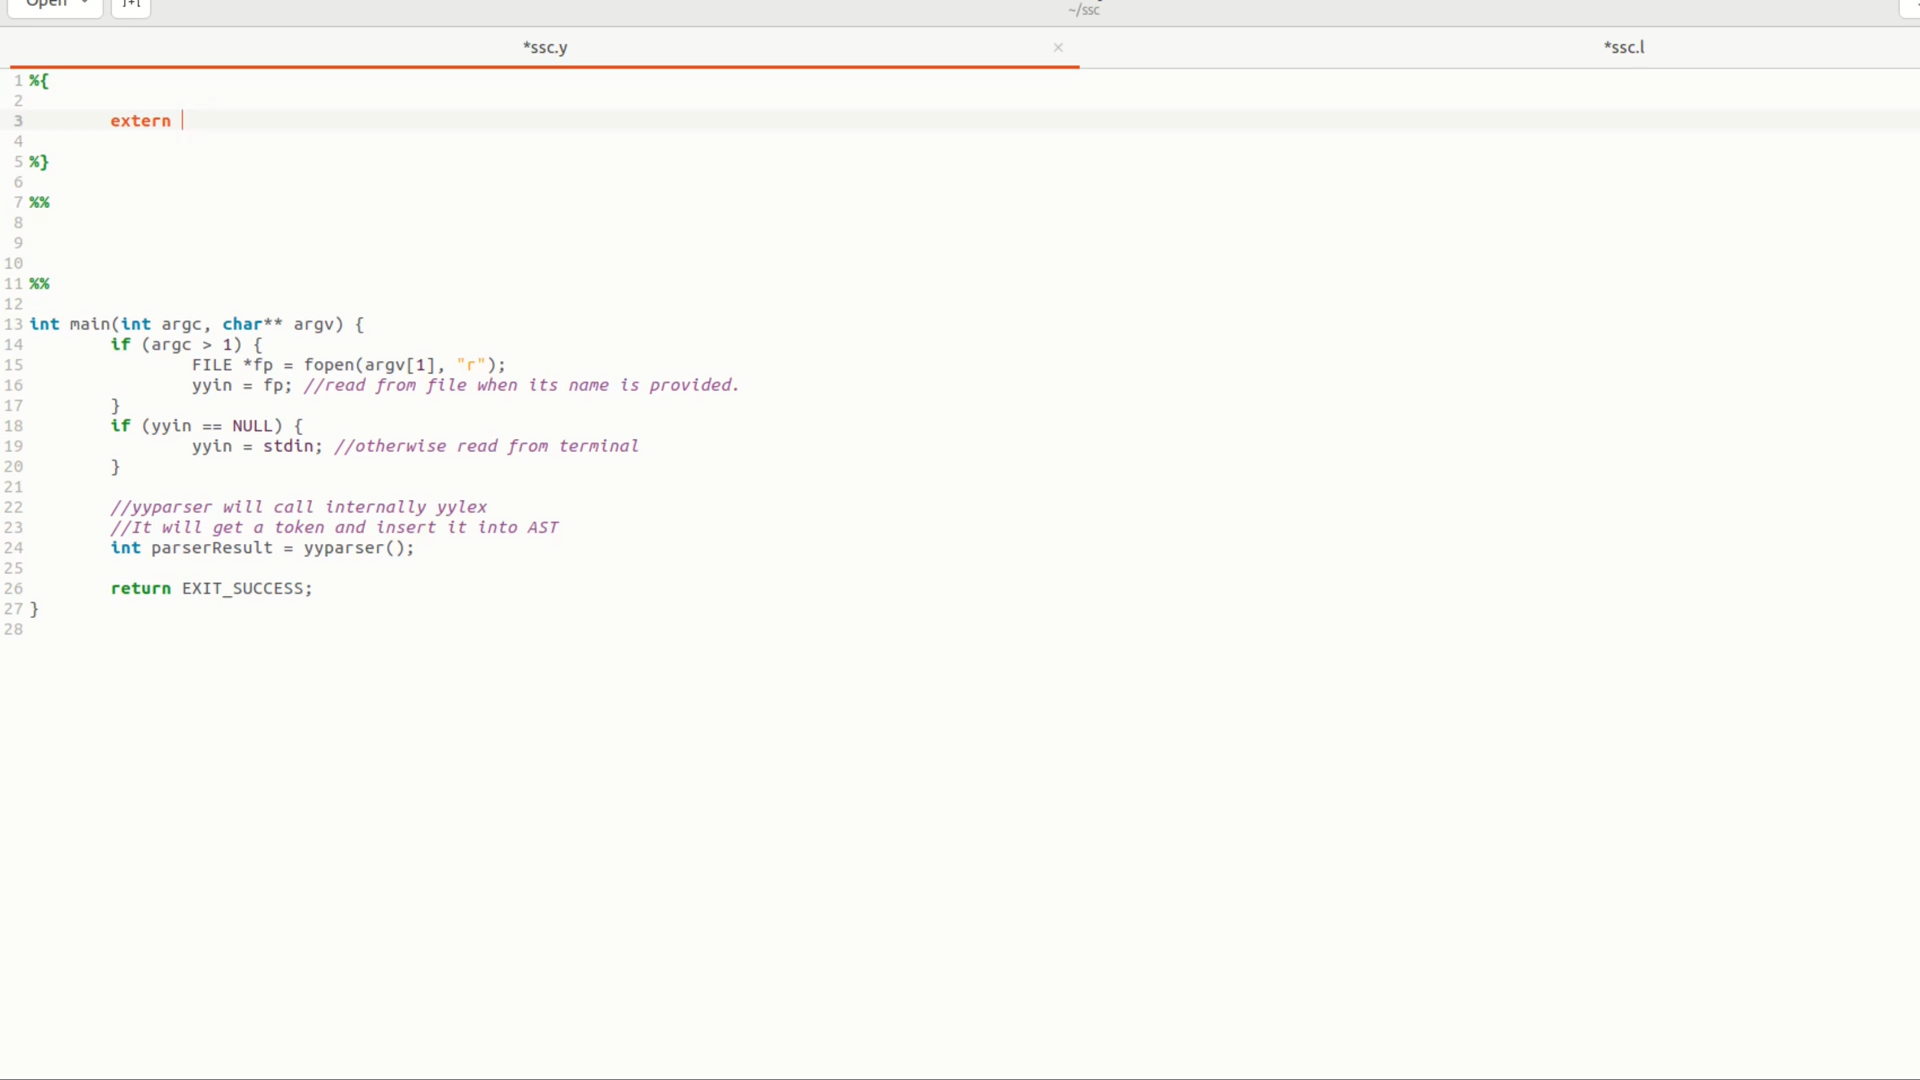 Open
~/ssc
*ssc.y ×
*ssc.l
1 %{
2
3 extern
4
5 %}
6
7 %%
8
9
10
11 %%
12
13 int main(int argc, char** argv) {
14 if (argc > 1) {
15 FILE *fp = fopen(argv[1], "r");
16 yyin = fp; //read from file when its name is provided.
17 }
18 if (yyin == NULL) {
19 yyin = stdin; //otherwise read from terminal
20 }
21
22 //yyparser will call internally yylex
23 //It will get a token and insert it into AST
24 int parserResult = yyparser();
25
26 return EXIT_SUCCESS;
27 }
28